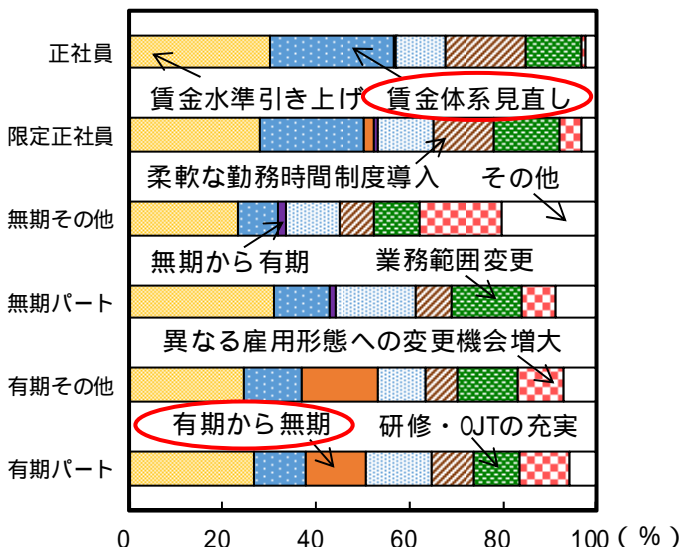 正社員
賃金水準引き上げ 賃金体系見直し
限定正社員
柔軟な勤務時間制度導入 その他
無期その他
無期から有期 業務範囲変更
無期パート
異なる雇用形態への変更機会増大
有期その他
有期から無期 研修・OJTの充実
有期パート
0 20 40 60 80 100 (%)